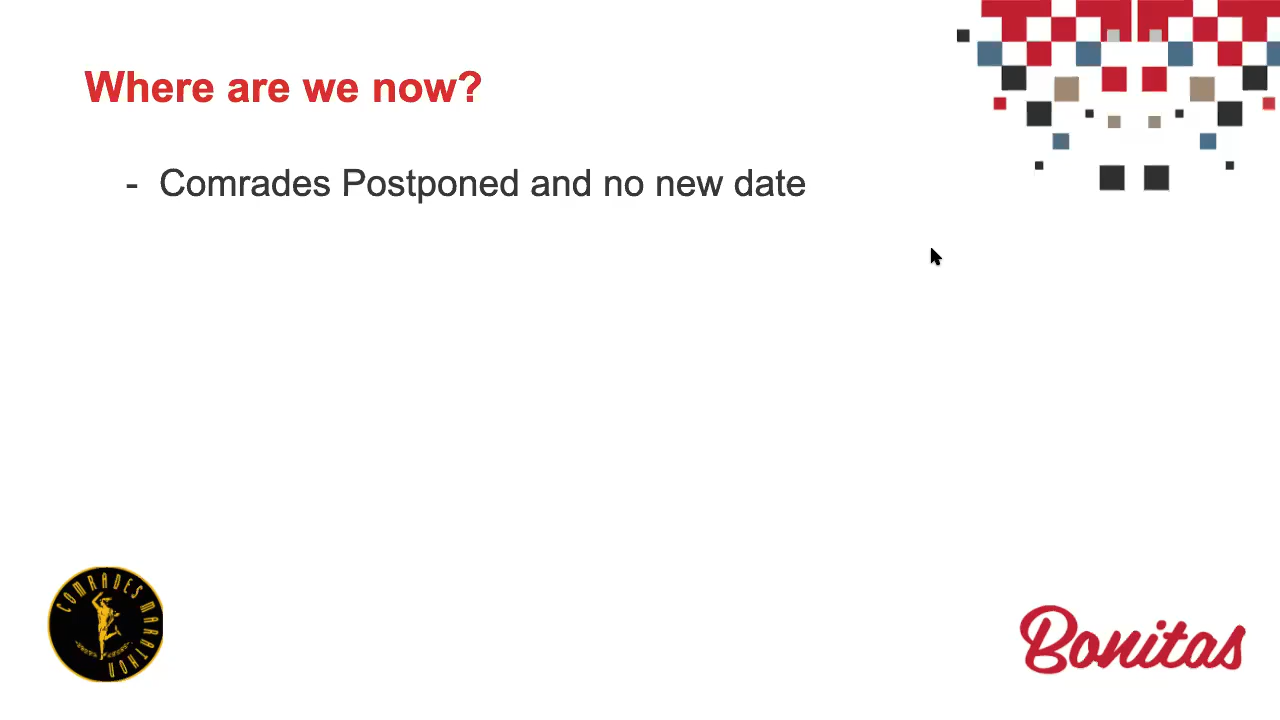 Where are we now?
- Comrades Postponed and no new date
COMRADES MARATHON
Bonitas